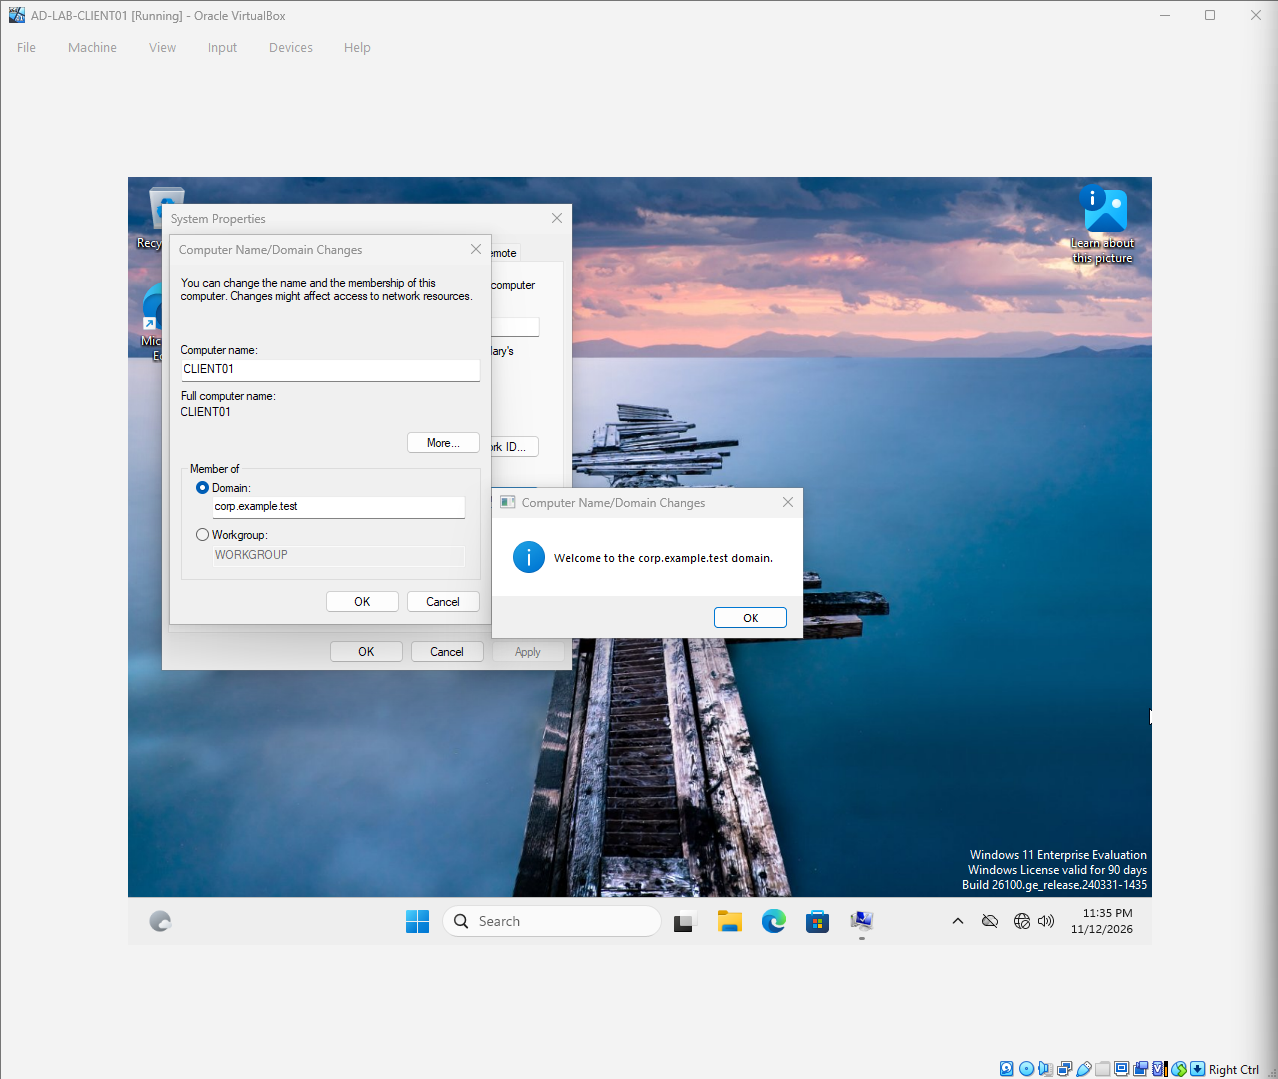 AD-LAB-CLIENT01 [Running] - Oracle VirtualBox
File Machine View Input Devices Help
Learn about
this picture
System Properties
Computer Name/Domain Changes
You can change the name and the membership of this
computer. Changes might affect access to network resources.
computer
Computer name:
CLIENT01
Full computer name:
CLIENT01
More...
Member of
Domain:
corp.example.test
Workgroup:
WORKGROUP
OK Cancel
OK Cancel Apply
Computer Name/Domain Changes
Welcome to the corp.example.test domain.
OK
Windows 11 Enterprise Evaluation
Windows License valid for 90 days
Build 26100.ge_release.240331-1435
Search
11:35 PM
11/12/2026
Right Ctrl